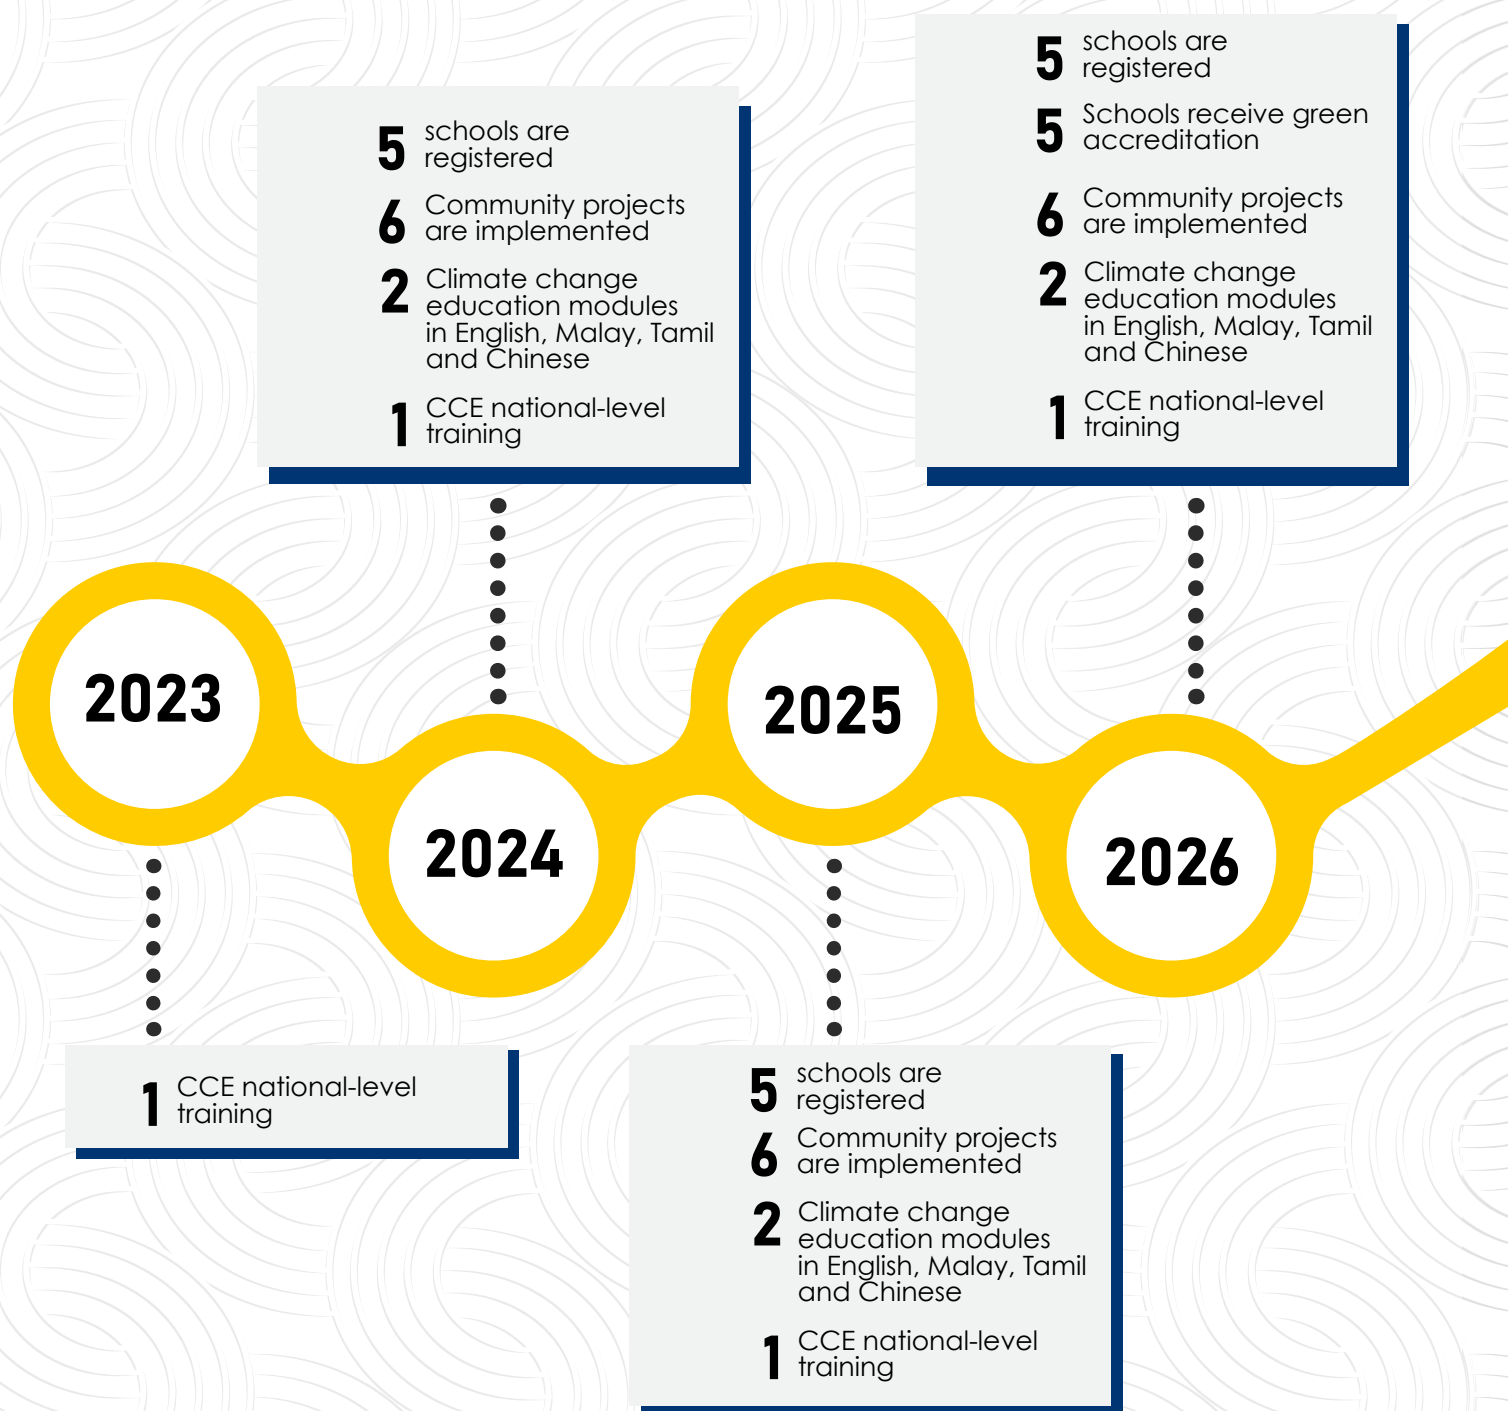 5 schools are
registered
6 Community projects
are implemented
2 Climate change
education modules
in English, Malay, Tamil
and Chinese
1 CCE national-level
training
5 schools are
registered
5 Schools receive green
accreditation
6 Community projects
are implemented
2 Climate change
education modules
in English, Malay, Tamil
and Chinese
1 CCE national-level
training
2023
2024
2025
2026
1 CCE national-level
training
5 schools are
registered
6 Community projects
are implemented
2 Climate change
education modules
in English, Malay, Tamil
and Chinese
1 CCE national-level
training